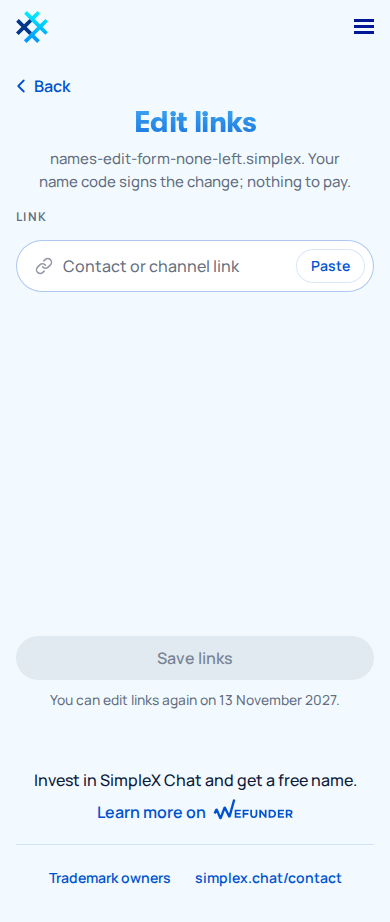 Back
Edit links
names-edit-form-none-left.simplex. Your
name code signs the change; nothing to pay.
LINK
Contact or channel link
Paste
Save links
You can edit links again on 13 November 2027.
Invest in SimpleX Chat and get a free name.
Learn more on WEFUNDER
Trademark owners
simplex.chat/contact